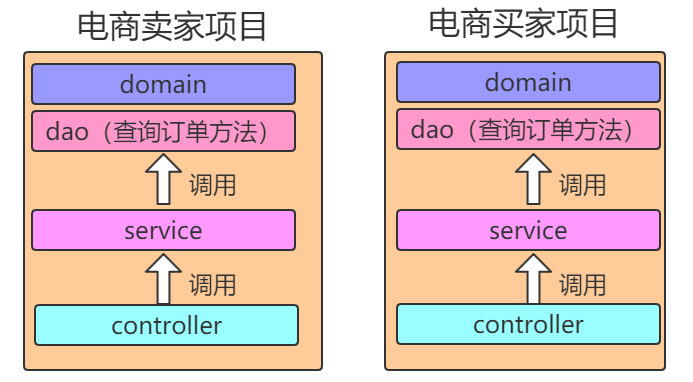 电商卖家项目
domain
dao（查询订单方法）
调用
service
调用
controller
电商买家项目
domain
dao（查询订单方法）
调用
service
调用
controller